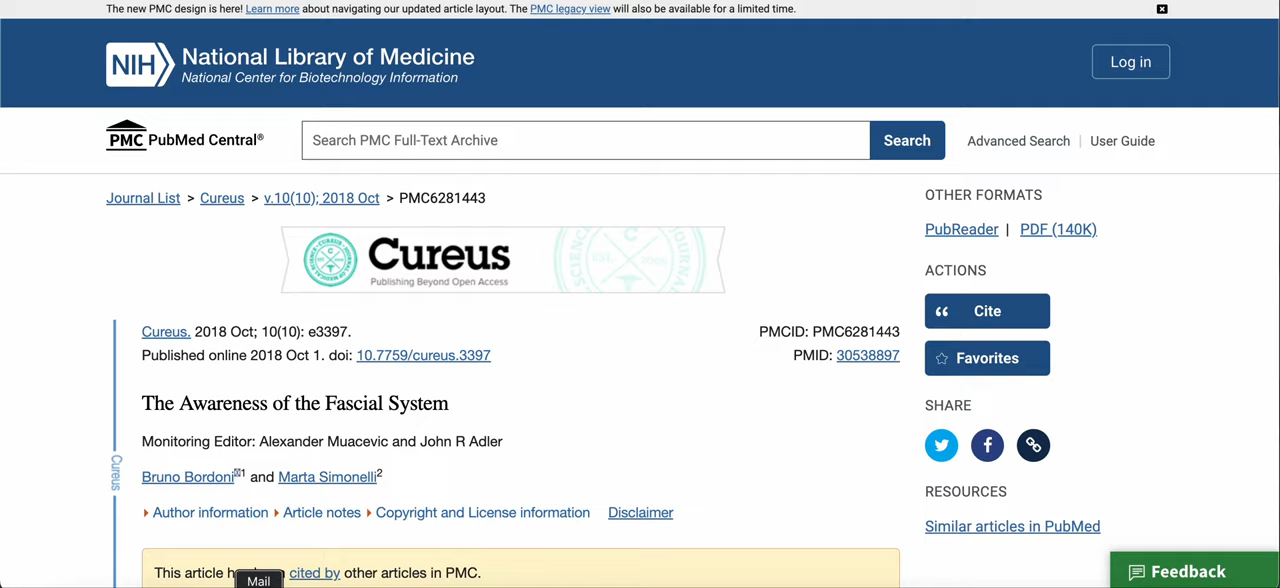 The new PMC design is here! Learn more about navigating our updated article layout. The PMC legacy view will also be available for a limited time.
NIH National Library of Medicine
National Center for Biotechnology Information
Log in
PMC PubMed Central®
Search PMC Full-Text Archive
Search
Advanced Search | User Guide
Journal List > Cureus > v.10(10); 2018 Oct > PMC6281443
Cureus
Publishing Beyond Open Access
Cureus. 2018 Oct; 10(10): e3397.
PMCID: PMC6281443
Published online 2018 Oct 1. doi: 10.7759/cureus.3397
PMID: 30538897
The Awareness of the Fascial System
Monitoring Editor: Alexander Muacevic and John R Adler
Bruno Bordoni1 and Marta Simonelli2
Author information Article notes Copyright and License information Disclaimer
This article cited by other articles in PMC.
Mail
Cureus
OTHER FORMATS
PubReader | PDF (140K)
ACTIONS
Cite
Favorites
SHARE
RESOURCES
Similar articles in PubMed
Feedback